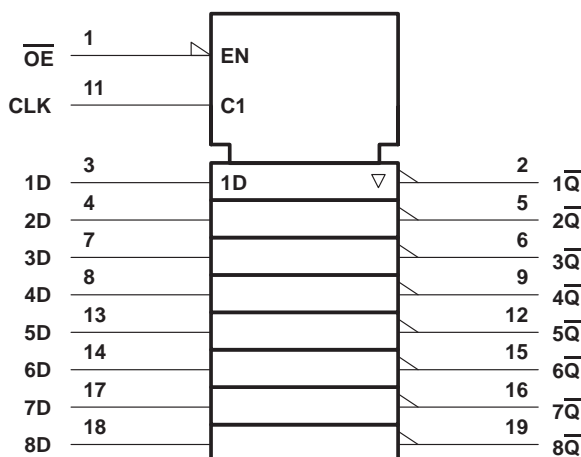 O̅E̅ 1 EN
CLK 11 C1
1D 3 1D ▽ 2 1Q̅
2D 4 5 2Q̅
3D 7 6 3Q̅
4D 8 9 4Q̅
5D 13 12 5Q̅
6D 14 15 6Q̅
7D 17 16 7Q̅
8D 18 19 8Q̅